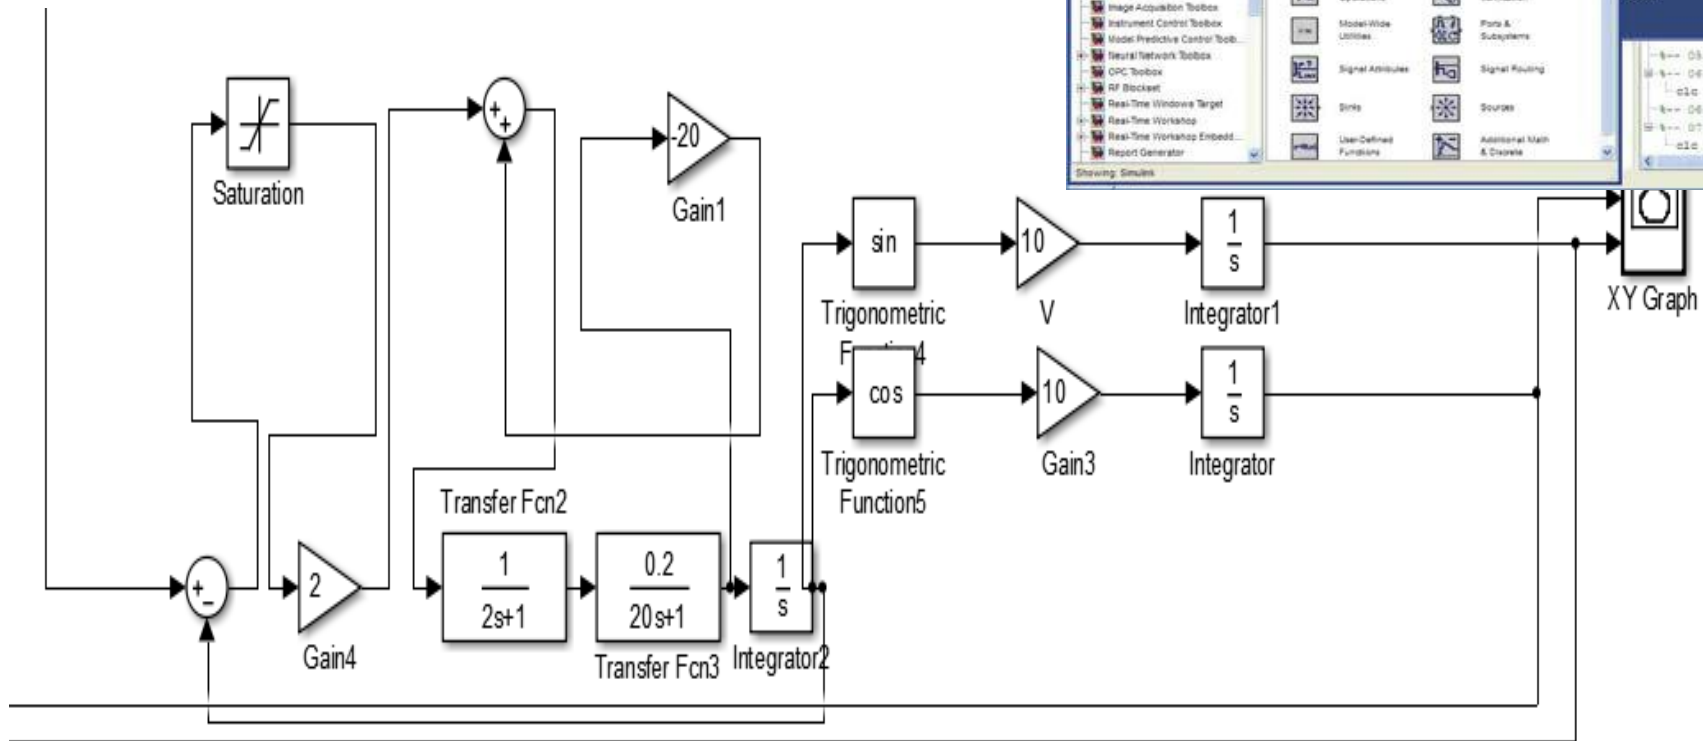 Image Acquisition Toolbox
Instrument Control Toolbox
Model Predictive Control Toolb...
Neural Network Toolbox
OPC Toolbox
RF Blockset
Real-Time Windows Target
Real-Time Workshop
Real-Time Workshop Embedd...
Report Generator
Showing: Simulink
Model-Wide
Utilities
Ports &
Subsystems
Signal Attributes
Signal Routing
Sinks
Sources
User-Defined
Functions
Additional Math
& Discrete
clc
clc
Saturation
+
+
-20
Gain1
sin
Trigonometric
10
V
1
s
Integrator1
XY Graph
cos
Trigonometric
Function5
10
Gain3
1
s
Integrator
+
-
2
Gain4
Transfer Fcn2
1
2s+1
0.2
20s+1
Transfer Fcn3
1
s
Integrator2